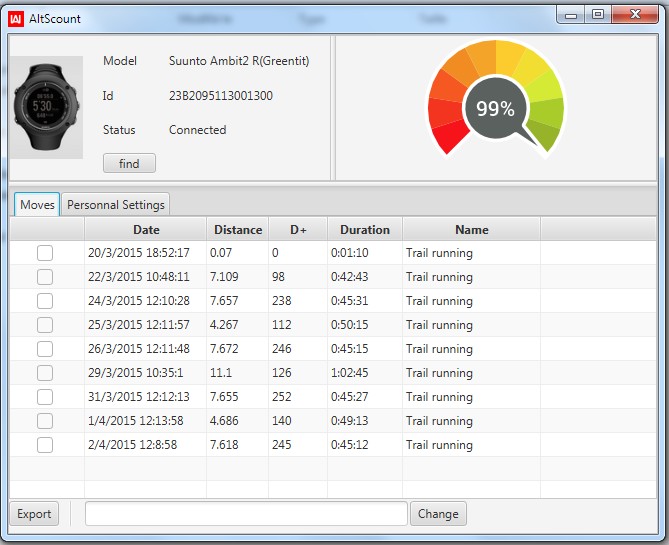 AltScount
Model Suunto Ambit2 R(Greentit)
Id 23B2095113001300
Status Connected
find
99%
Moves Personnal Settings
Date Distance D+ Duration Name
20/3/2015 18:52:17 0.07 0 0:01:10 Trail running
22/3/2015 10:48:11 7.109 98 0:42:43 Trail running
24/3/2015 12:10:28 7.657 238 0:45:31 Trail running
25/3/2015 12:11:57 4.267 112 0:50:15 Trail running
26/3/2015 12:11:48 7.672 246 0:45:15 Trail running
29/3/2015 10:35:1 11.1 126 1:02:45 Trail running
31/3/2015 12:12:13 7.655 252 0:45:27 Trail running
1/4/2015 12:13:58 4.686 140 0:49:13 Trail running
2/4/2015 12:8:58 7.618 245 0:45:12 Trail running
Export Change